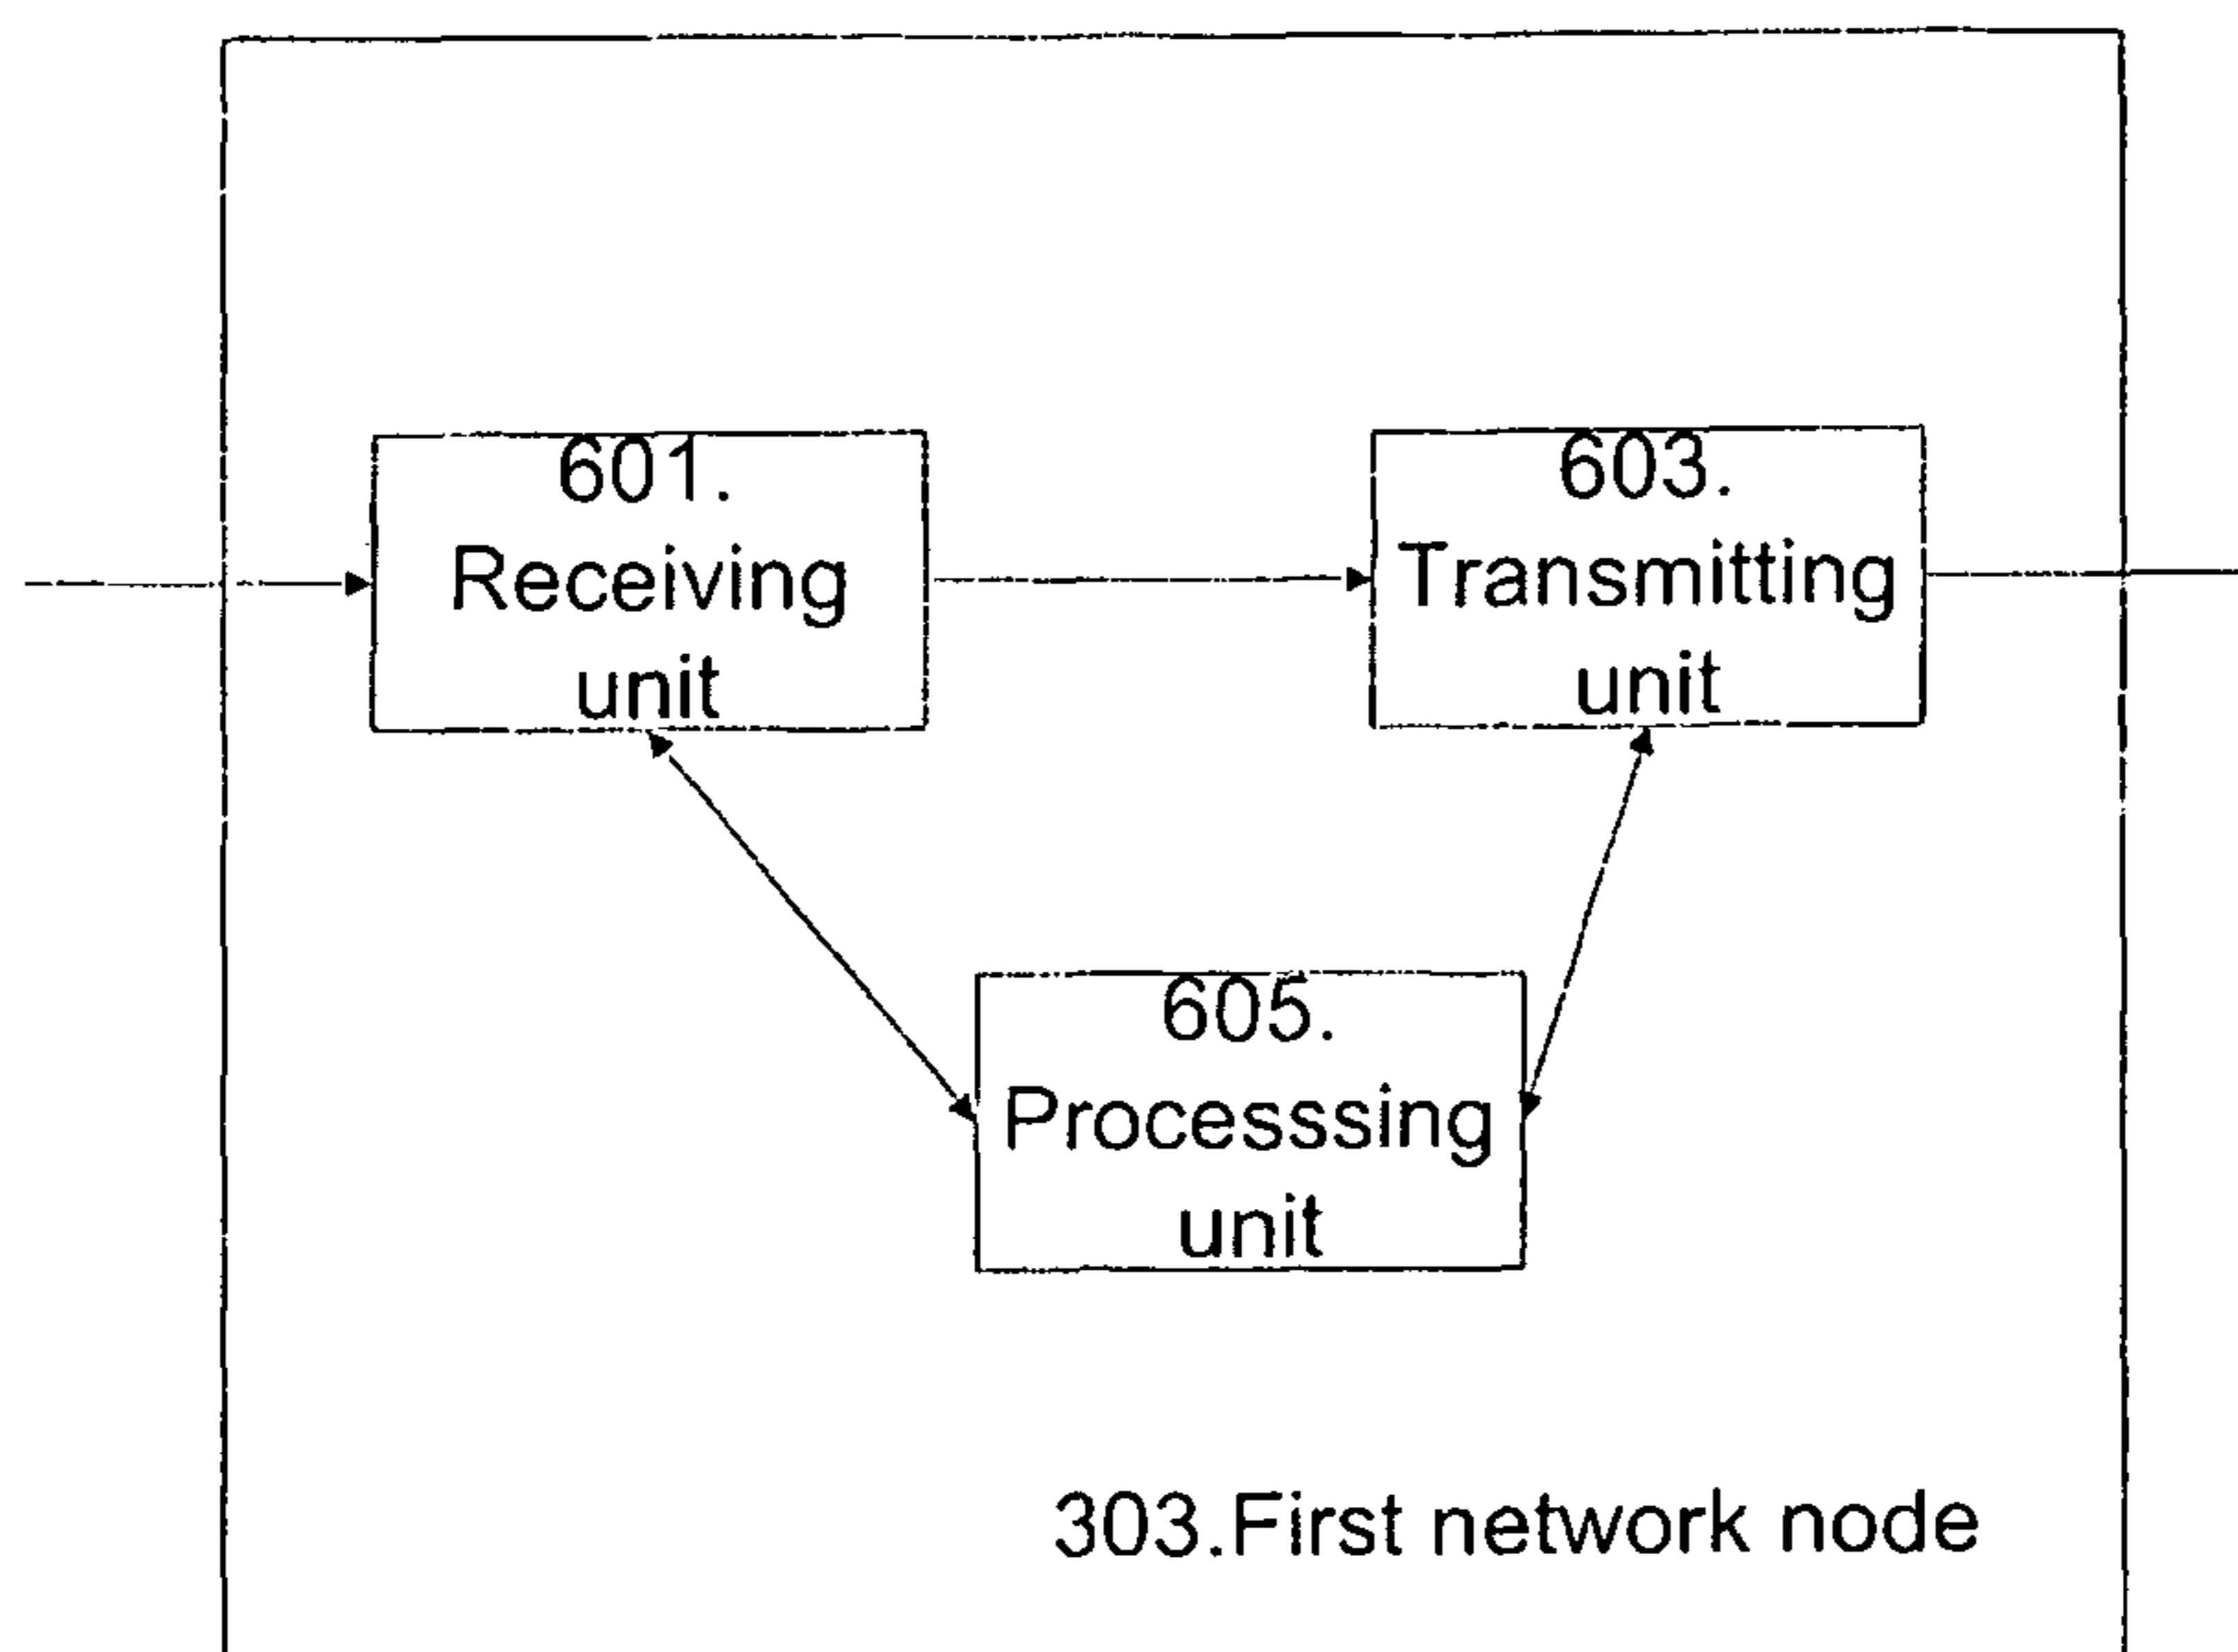 601.
Receiving
unit
603.
Transmitting
unit
605.
Processsing
unit
303.First network node